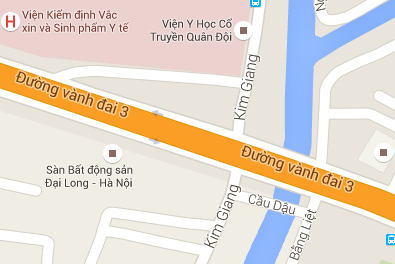 Viện Kiểm định Vắc
xin và Sinh phẩm Y tế
H
Viện Y Học Cổ
Truyền Quân Đội
Kim Giang
Đường vành đai 3
Đường vành đai 3
Sàn Bất động sản
Đại Long - Hà Nội
Kim Giang
Cầu Dậu
Bằng Liệt